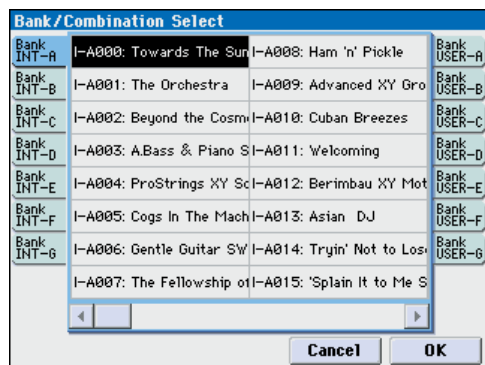 Bank/Combination Select
Bank
INT-A
Bank
INT-B
Bank
INT-C
Bank
INT-D
Bank
INT-E
Bank
INT-F
Bank
INT-G
I-A000: Towards The Sun
I-A001: The Orchestra
I-A002: Beyond the Cosm
I-A003: A.Bass & Piano S
I-A004: ProStrings XY Sc
I-A005: Cogs In The Mach
I-A006: Gentle Guitar SW
I-A007: The Fellowship of
I-A008: Ham 'n' Pickle
I-A009: Advanced XY Gro
I-A010: Cuban Breezes
I-A011: Welcoming
I-A012: Berimbau XY Mot
I-A013: Asian DJ
I-A014: Tryin' Not to Los
I-A015: 'Splain It to Me S
Bank
USER-A
Bank
USER-B
Bank
USER-C
Bank
USER-D
Bank
USER-E
Bank
USER-F
Bank
USER-G
Cancel
OK